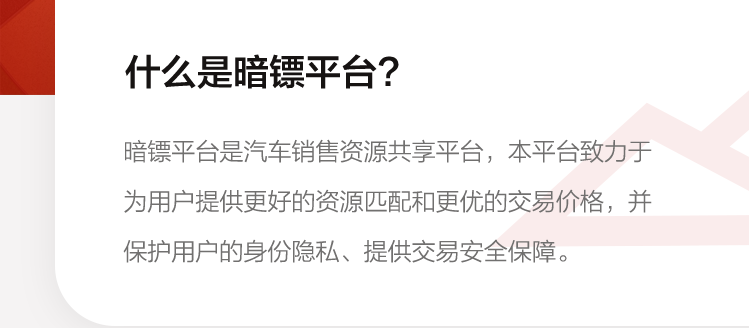 什么是暗镖平台？
暗镖平台是汽车销售资源共享平台，本平台致力于
为用户提供更好的资源匹配和更优的交易价格，并
保护用户的身份隐私、提供交易安全保障。